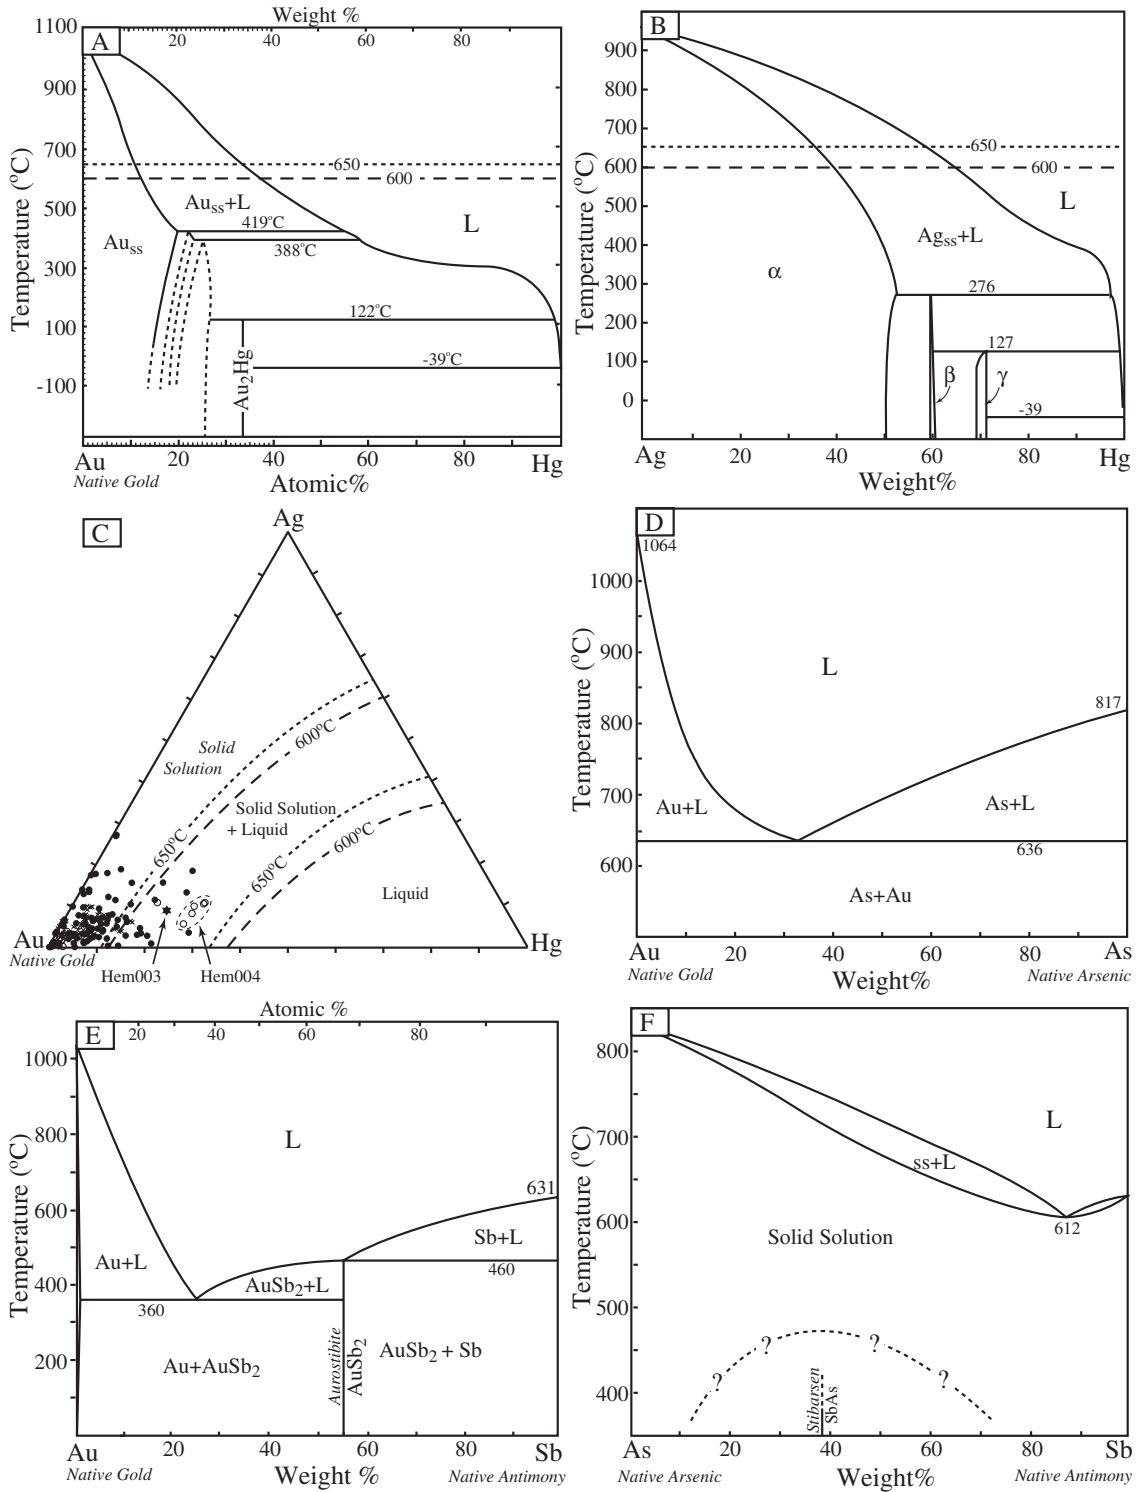 Weight %
A
20
40
60
80
1100
900
700
500
300
100
-100
Temperature (°C)
650
600
Au_ss+L
419°C
388°C
Au_ss
L
122°C
-39°C
Au₂Hg
Au
20
40
60
80
Hg
Native Gold
Atomic%
B
900
800
700
600
500
400
300
200
100
0
Temperature (°C)
650
600
L
Ag_ss+L
α
276
127
β
γ
-39
Ag
20
40
60
80
Hg
Weight%
C
Ag
Solid
Solution
600°C
650°C
Solid Solution
+ Liquid
650°C
600°C
Liquid
Au
Native Gold
Hg
Hem003
Hem004
D
1064
1000
900
800
700
600
Temperature (°C)
L
817
Au+L
As+L
636
As+Au
Au
20
40
60
80
As
Native Gold
Weight%
Native Arsenic
Atomic %
E
20
40
60
80
1000
800
600
400
200
Temperature (°C)
L
631
Au+L
Sb+L
AuSb₂+L
460
360
Au+AuSb₂
Aurostibite
AuSb₂
AuSb₂ + Sb
Au
20
40
60
80
Sb
Native Gold
Weight %
Native Antimony
F
800
700
600
500
400
Temperature (°C)
L
ss+L
612
Solid Solution
?
?
?
?
Stibarsen
SbAs
As
20
40
60
80
Sb
Native Arsenic
Weight%
Native Antimony